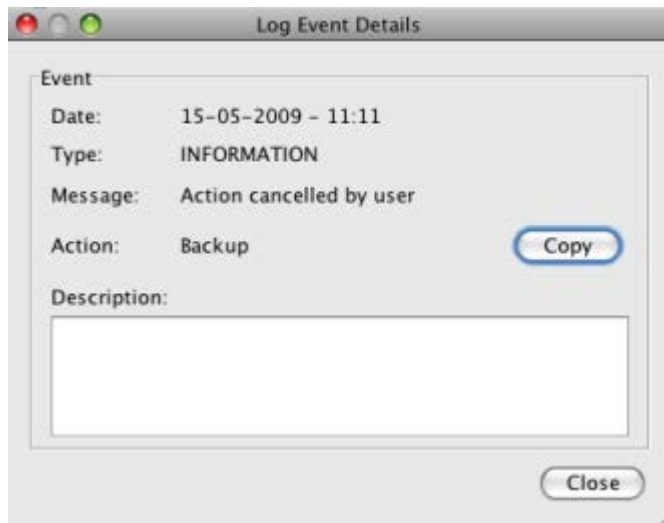 Log Event Details
Event
Date: 15-05-2009 - 11:11
Type: INFORMATION
Message: Action cancelled by user
Action: Backup Copy
Description:
Close